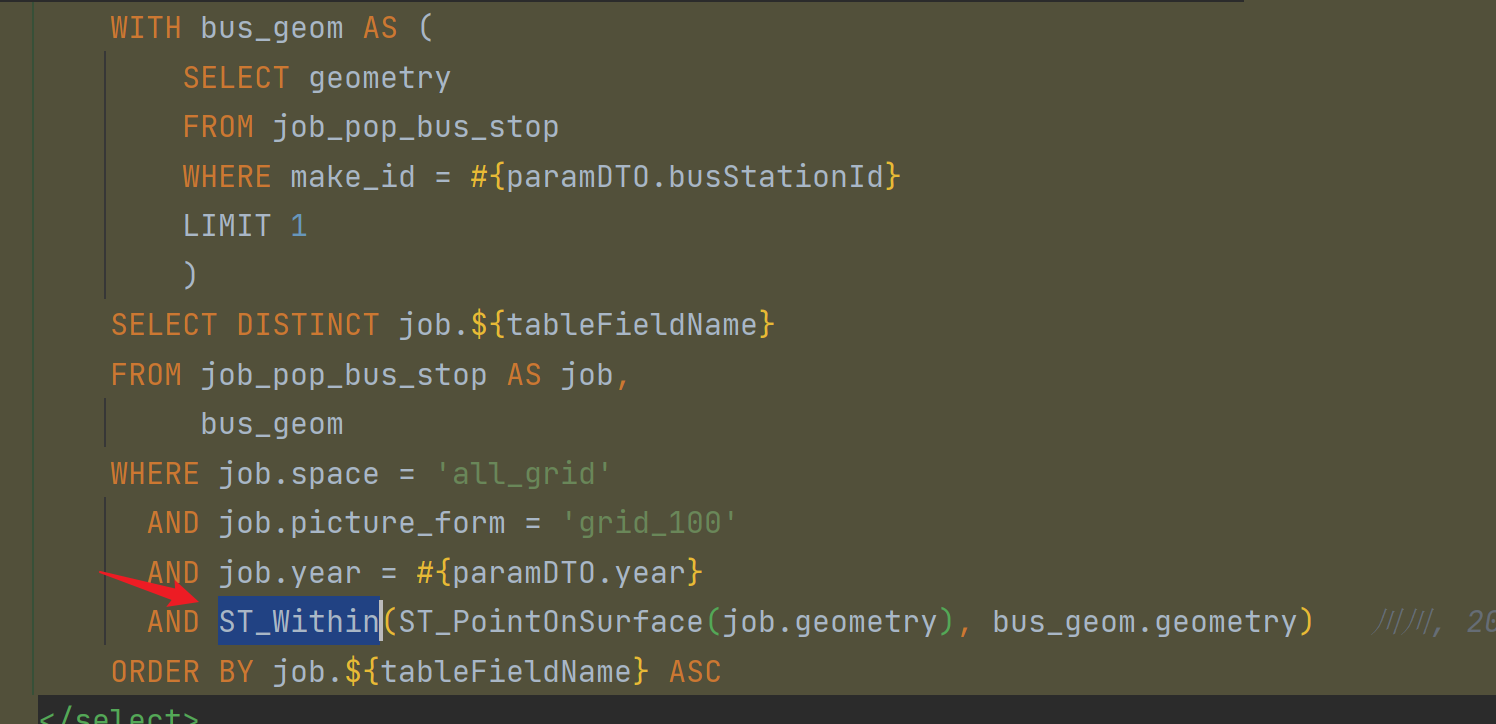 WITH bus_geom AS (
SELECT geometry
FROM job_pop_bus_stop
WHERE make_id = #{paramDTO.busStationId}
LIMIT 1
)
SELECT DISTINCT job.${tableFieldName}
FROM job_pop_bus_stop AS job,
bus_geom
WHERE job.space = 'all_grid'
AND job.picture_form = 'grid_100'
AND job.year = #{paramDTO.year}
AND ST_Within(ST_PointOnSurface(job.geometry), bus_geom.geometry)
ORDER BY job.${tableFieldName} ASC
</select>